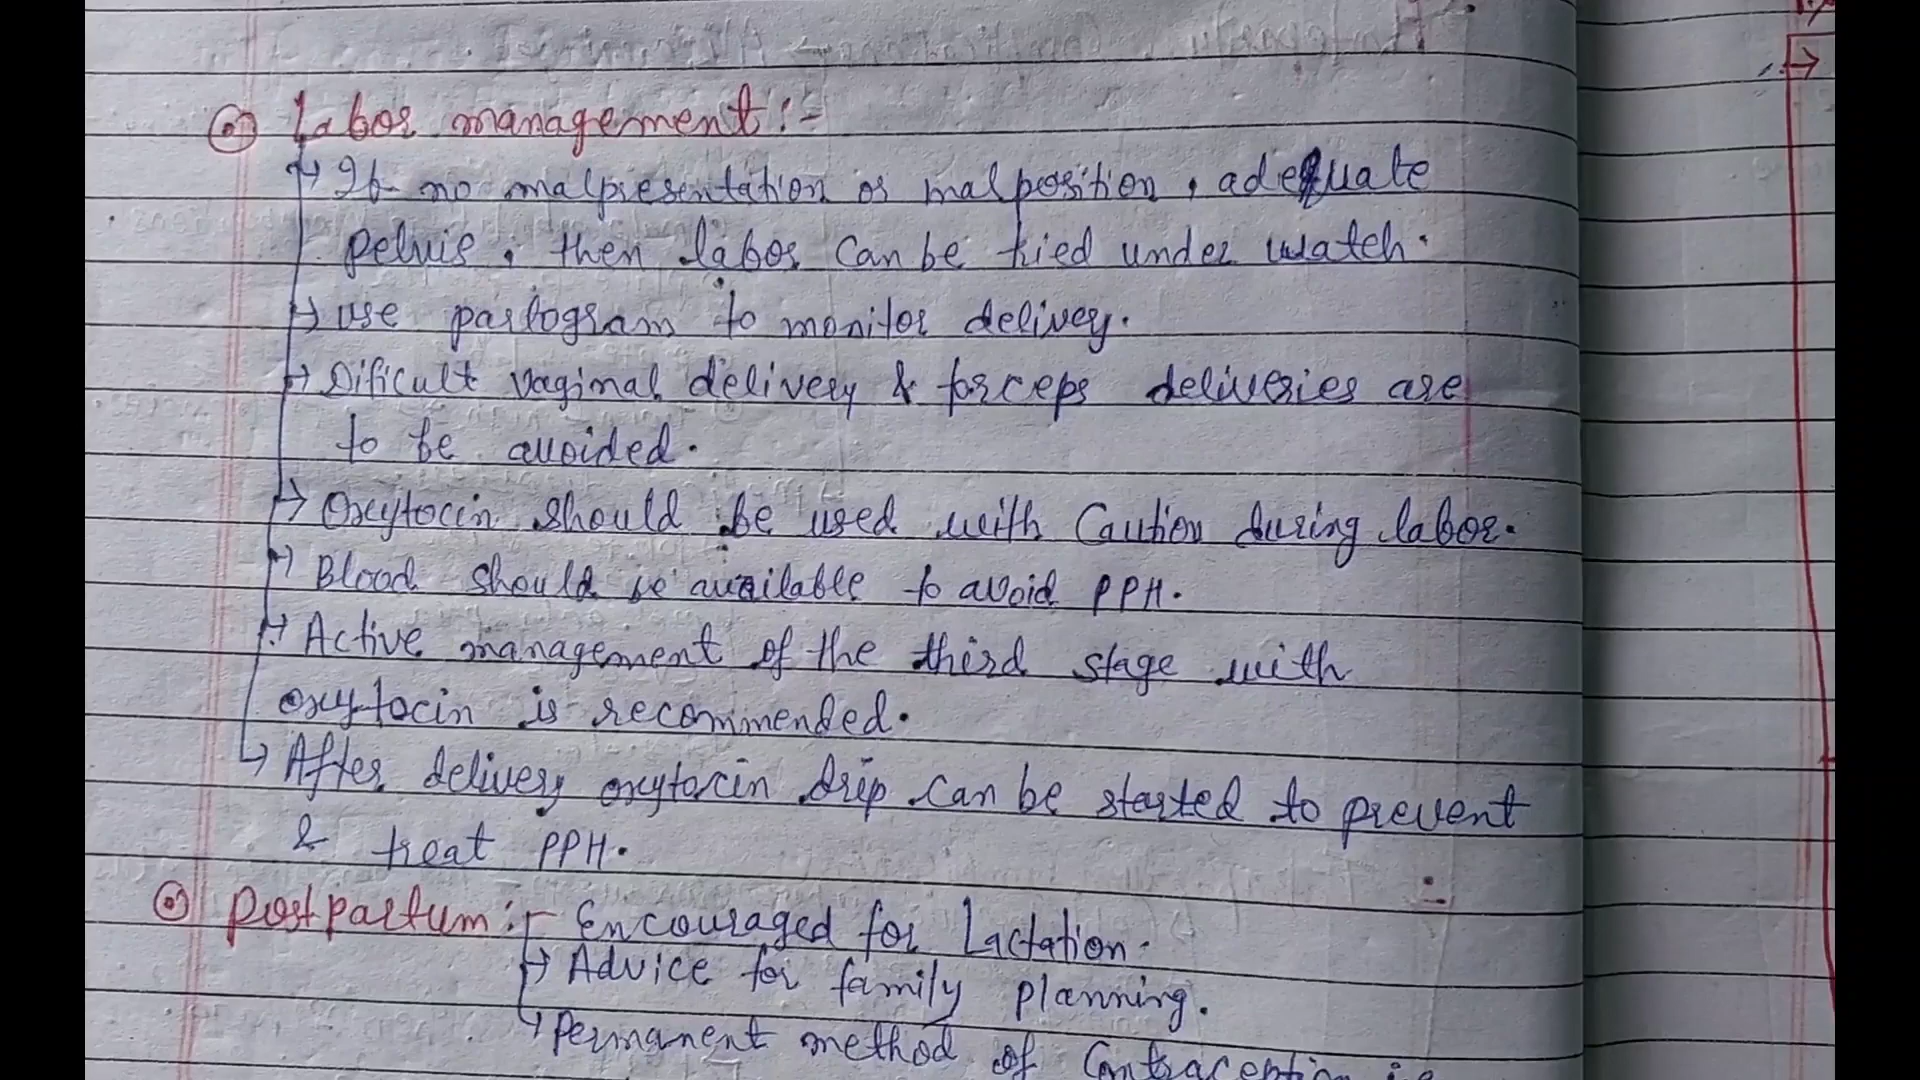 Labor management :-
→ If no malpresentation or malposition, adequate
pelvis, then labor can be tried under watch.
→ use partogram to monitor delivery.
→ Dificult vaginal delivery & forceps deliveries are
to be avoided.
→ Oxytocin should be used with Caution during labor.
→ Blood should be available to avoid PPH.
→ Active management of the third stage with
oxytocin is recommended.
→ After delivery oxytocin drip can be started to prevent
& treat PPH.
Postpartum :- Encouraged for Lactation.
→ Advice for family planning.
→ Permanent method of Contraception is